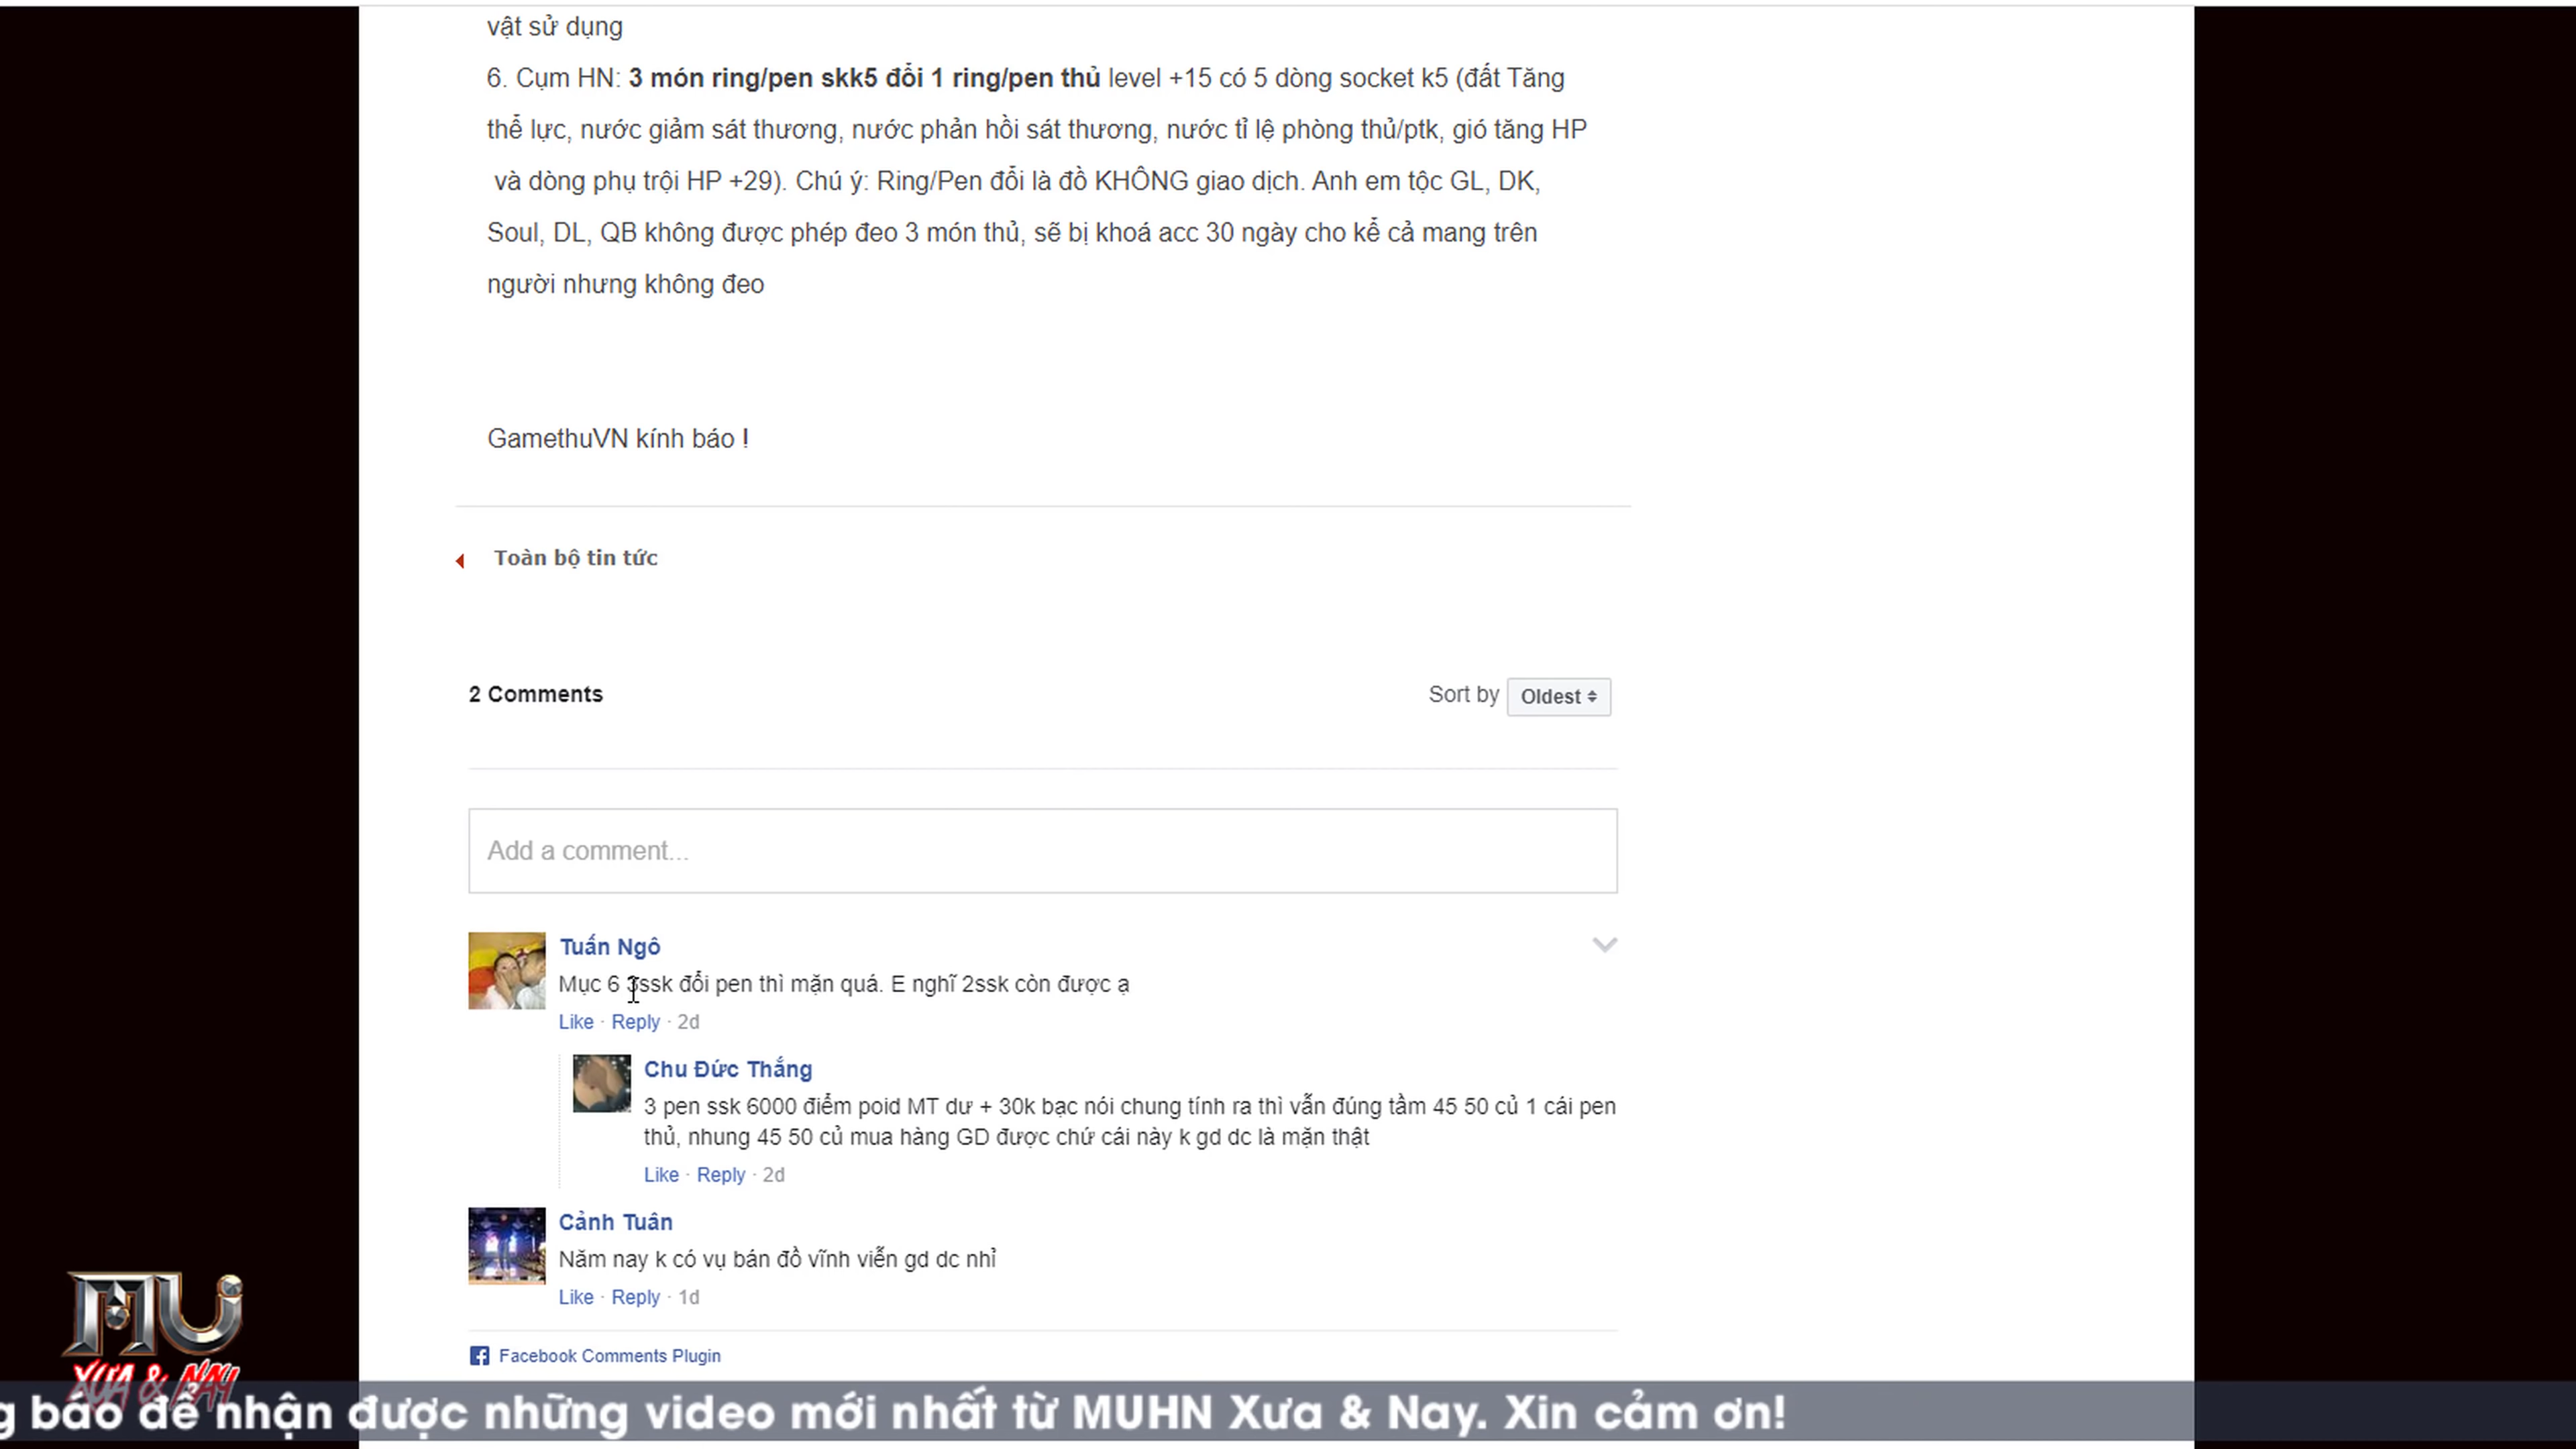 vật sử dụng
6. Cụm HN: 3 món ring/pen skk5 đổi 1 ring/pen thủ level +15 có 5 dòng socket k5 (đất Tăng
thể lực, nước giảm sát thương, nước phản hồi sát thương, nước tỉ lệ phòng thủ/ptk, gió tăng HP
và dòng phụ trội HP +29). Chú ý: Ring/Pen đổi là đồ KHÔNG giao dịch. Anh em tộc GL, DK,
Soul, DL, QB không được phép đeo 3 món thủ, sẽ bị khoá acc 30 ngày cho kể cả mang trên
người nhưng không đeo
GamethuVN kính báo !
Toàn bộ tin tức
2 Comments
Sort by Oldest
Add a comment...
Tuấn Ngô
Mục 6 3ssk đổi pen thì mặn quá. E nghĩ 2ssk còn được ạ
Like · Reply · 2d
Chu Đức Thắng
3 pen ssk 6000 điểm poid MT dư + 30k bạc nói chung tính ra thì vẫn đúng tầm 45 50 củ 1 cái pen
thủ, nhung 45 50 củ mua hàng GD được chứ cái này k gd dc là mặn thật
Like · Reply · 2d
Cảnh Tuân
Năm nay k có vụ bán đồ vĩnh viễn gd dc nhỉ
Like · Reply · 1d
Facebook Comments Plugin
MU
XƯA & NAY
g báo để nhận được những video mới nhất từ MUHN Xưa & Nay. Xin cảm ơn!